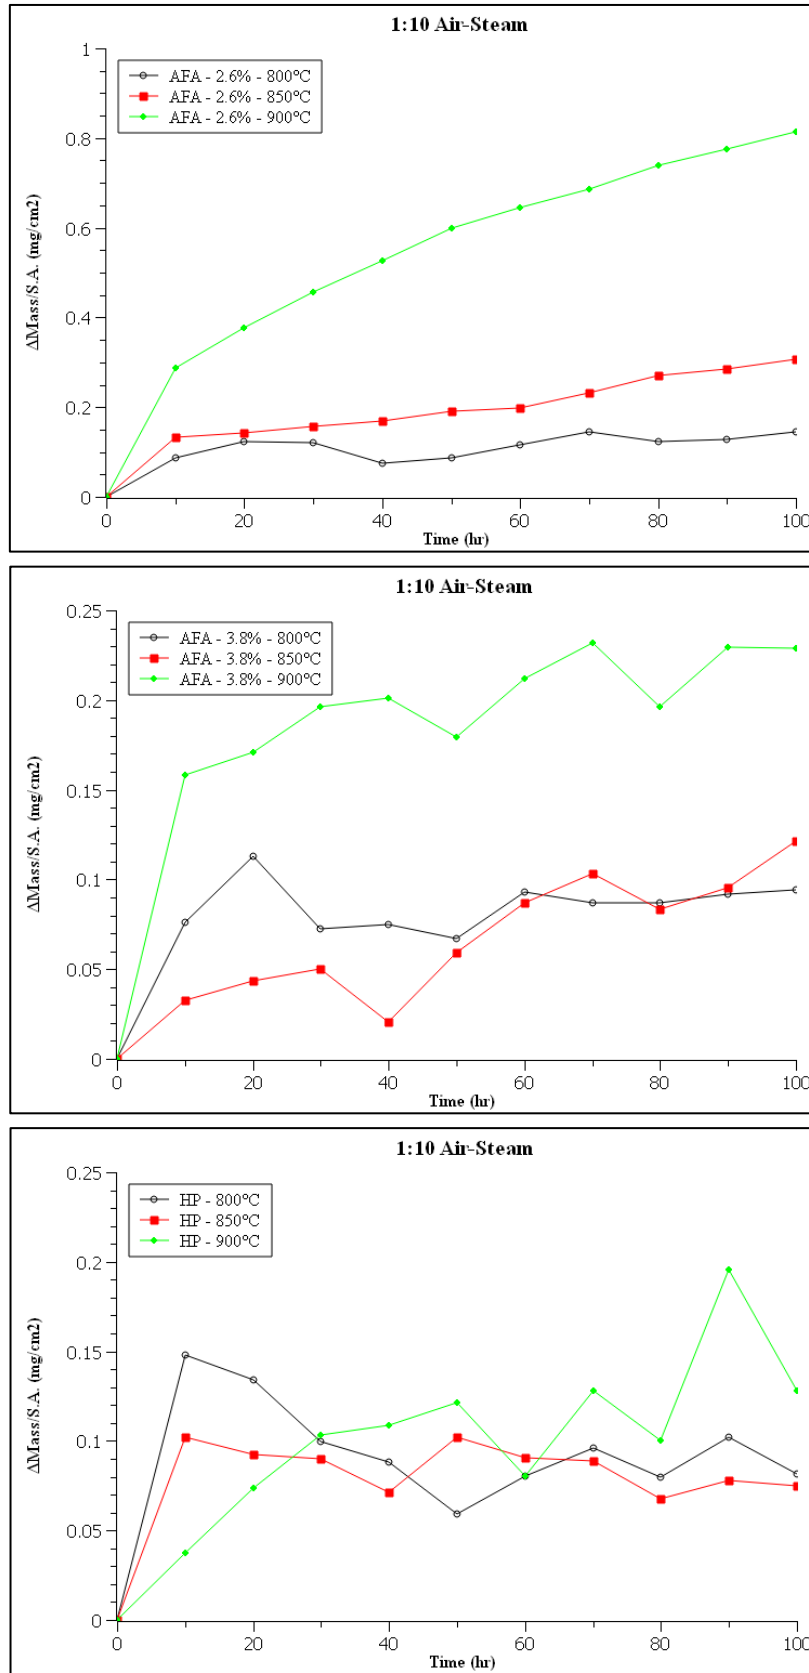 1:10 Air-Steam
1
AFA - 2.6% - 800°C
AFA - 2.6% - 850°C
AFA - 2.6% - 900°C
0.8
0.6
0.4
0.2
0
ΔMass/S.A. (mg/cm2)
0 20 40 60 80 100
Time (hr)
1:10 Air-Steam
0.25
AFA - 3.8% - 800°C
AFA - 3.8% - 850°C
AFA - 3.8% - 900°C
0.2
0.15
0.1
0.05
0
ΔMass/S.A. (mg/cm2)
0 20 40 60 80 100
Time (hr)
1:10 Air-Steam
0.25
HP - 800°C
HP - 850°C
HP - 900°C
0.2
0.15
0.1
0.05
0
ΔMass/S.A. (mg/cm2)
0 20 40 60 80 100
Time (hr)